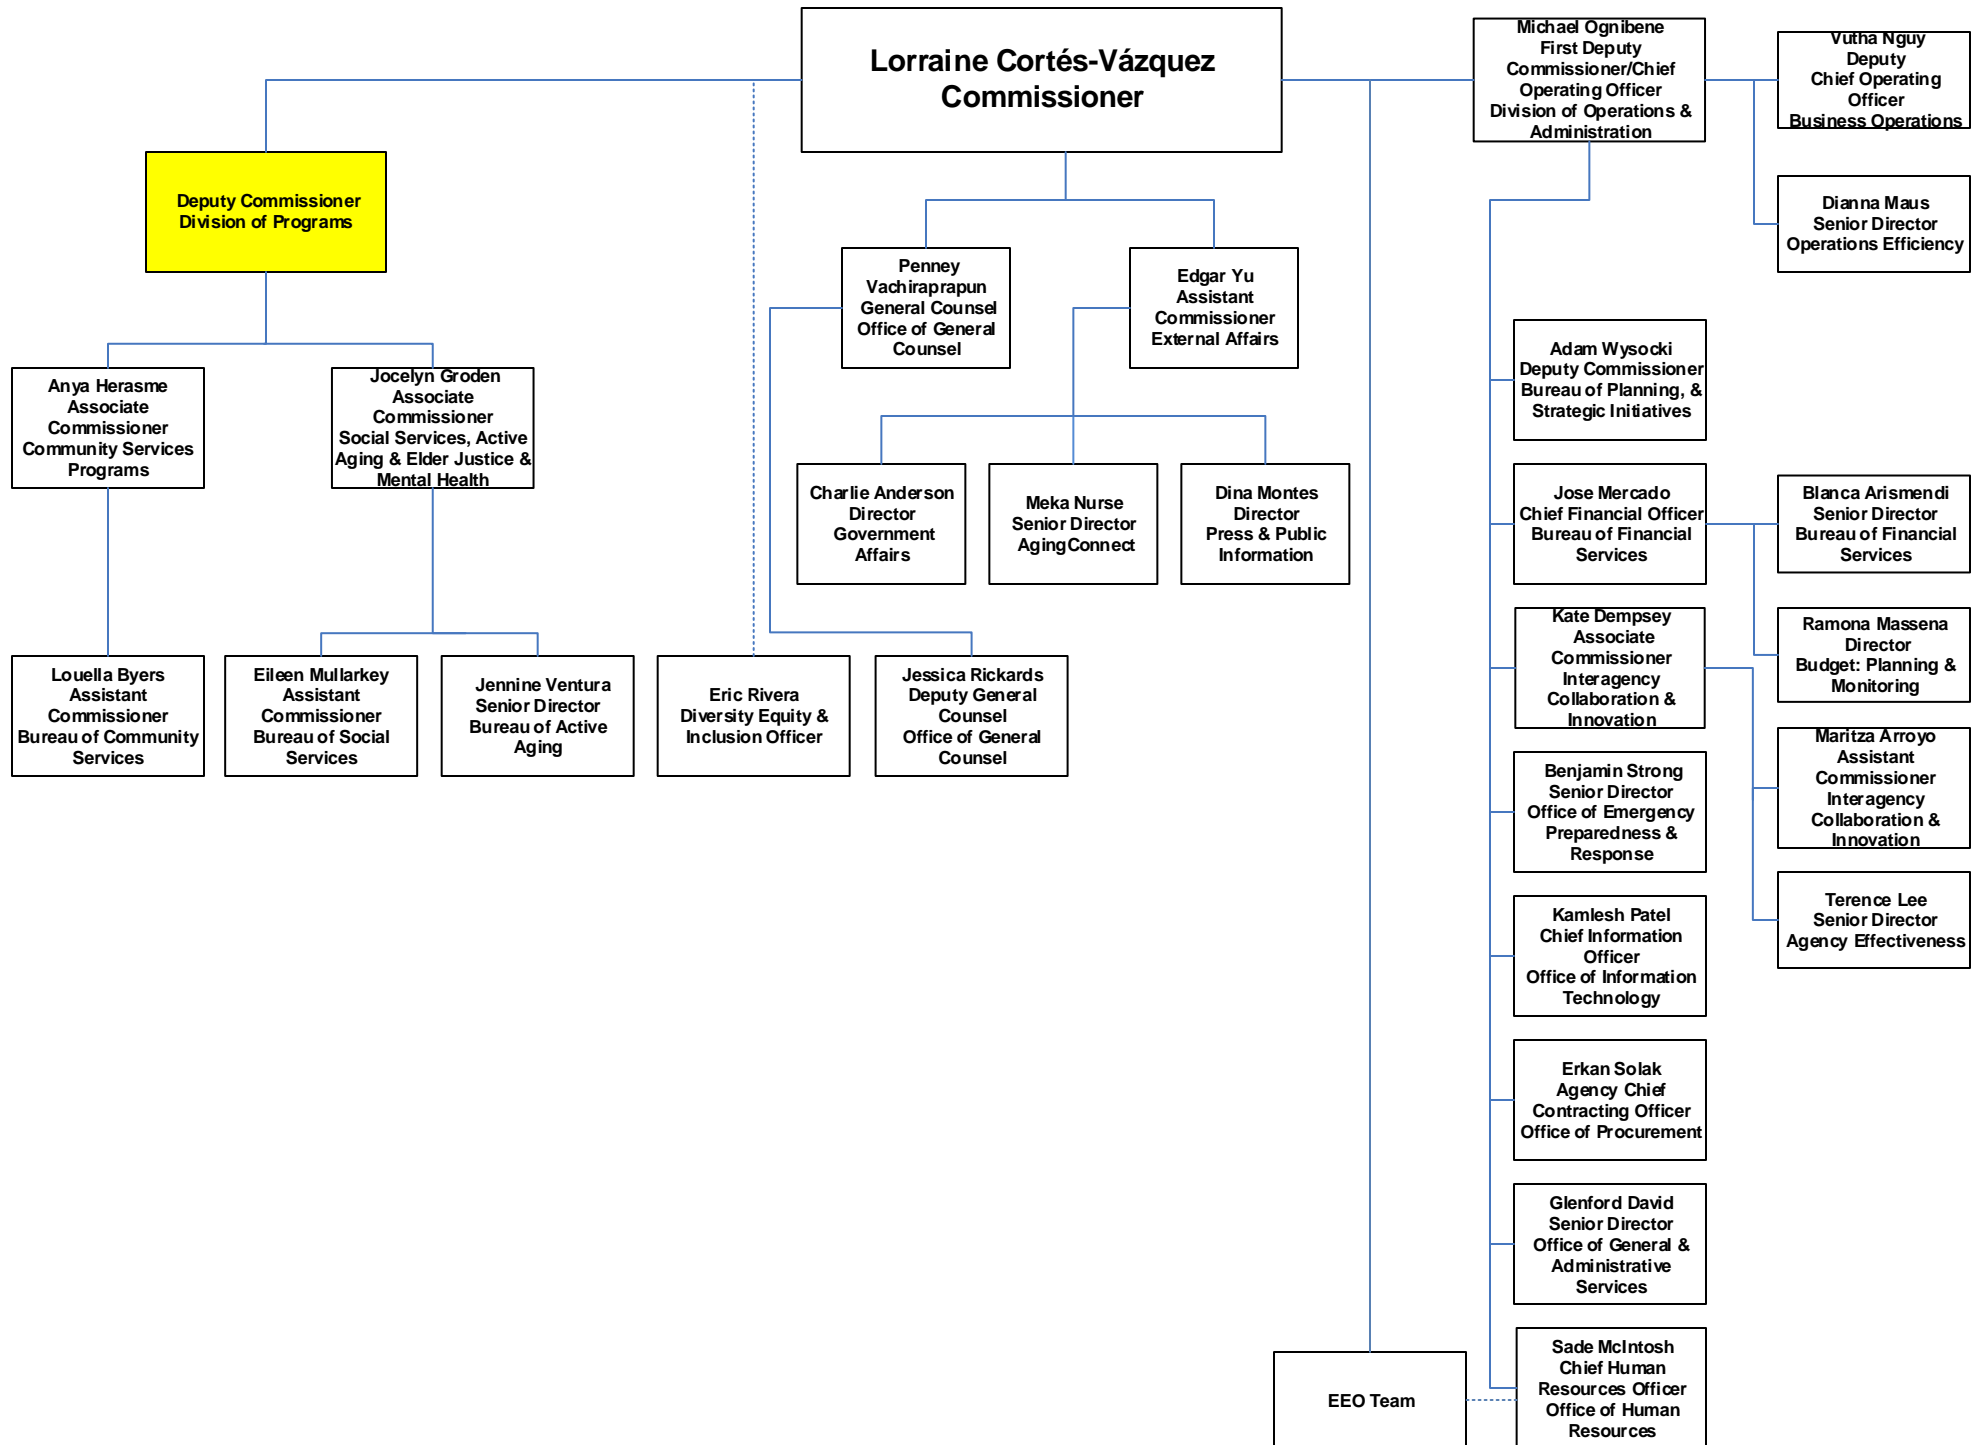 Lorraine Cortés-Vázquez
Commissioner
Michael Ognibene
First Deputy
Commissioner/Chief
Operating Officer
Division of Operations &
Administration
Vutha Nguy
Deputy
Chief Operating
Officer
Business Operations
Deputy Commissioner
Division of Programs
Dianna Maus
Senior Director
Operations Efficiency
Penney
Vachiraprapun
General Counsel
Office of General
Counsel
Edgar Yu
Assistant
Commissioner
External Affairs
Anya Herasme
Associate
Commissioner
Community Services
Programs
Jocelyn Groden
Associate
Commissioner
Social Services, Active
Aging & Elder Justice &
Mental Health
Adam Wysocki
Deputy Commissioner
Bureau of Planning, &
Strategic Initiatives
Charlie Anderson
Director
Government
Affairs
Meka Nurse
Senior Director
AgingConnect
Dina Montes
Director
Press & Public
Information
Jose Mercado
Chief Financial Officer
Bureau of Financial
Services
Blanca Arismendi
Senior Director
Bureau of Financial
Services
Kate Dempsey
Associate
Commissioner
Interagency
Collaboration &
Innovation
Ramona Massena
Director
Budget: Planning &
Monitoring
Louella Byers
Assistant
Commissioner
Bureau of Community
Services
Eileen Mullarkey
Assistant
Commissioner
Bureau of Social
Services
Jennine Ventura
Senior Director
Bureau of Active
Aging
Eric Rivera
Diversity Equity &
Inclusion Officer
Jessica Rickards
Deputy General
Counsel
Office of General
Counsel
Maritza Arroyo
Assistant
Commissioner
Interagency
Collaboration &
Innovation
Benjamin Strong
Senior Director
Office of Emergency
Preparedness &
Response
Terence Lee
Senior Director
Agency Effectiveness
Kamlesh Patel
Chief Information
Officer
Office of Information
Technology
Erkan Solak
Agency Chief
Contracting Officer
Office of Procurement
Glenford David
Senior Director
Office of General &
Administrative
Services
EEO Team
Sade McIntosh
Chief Human
Resources Officer
Office of Human
Resources